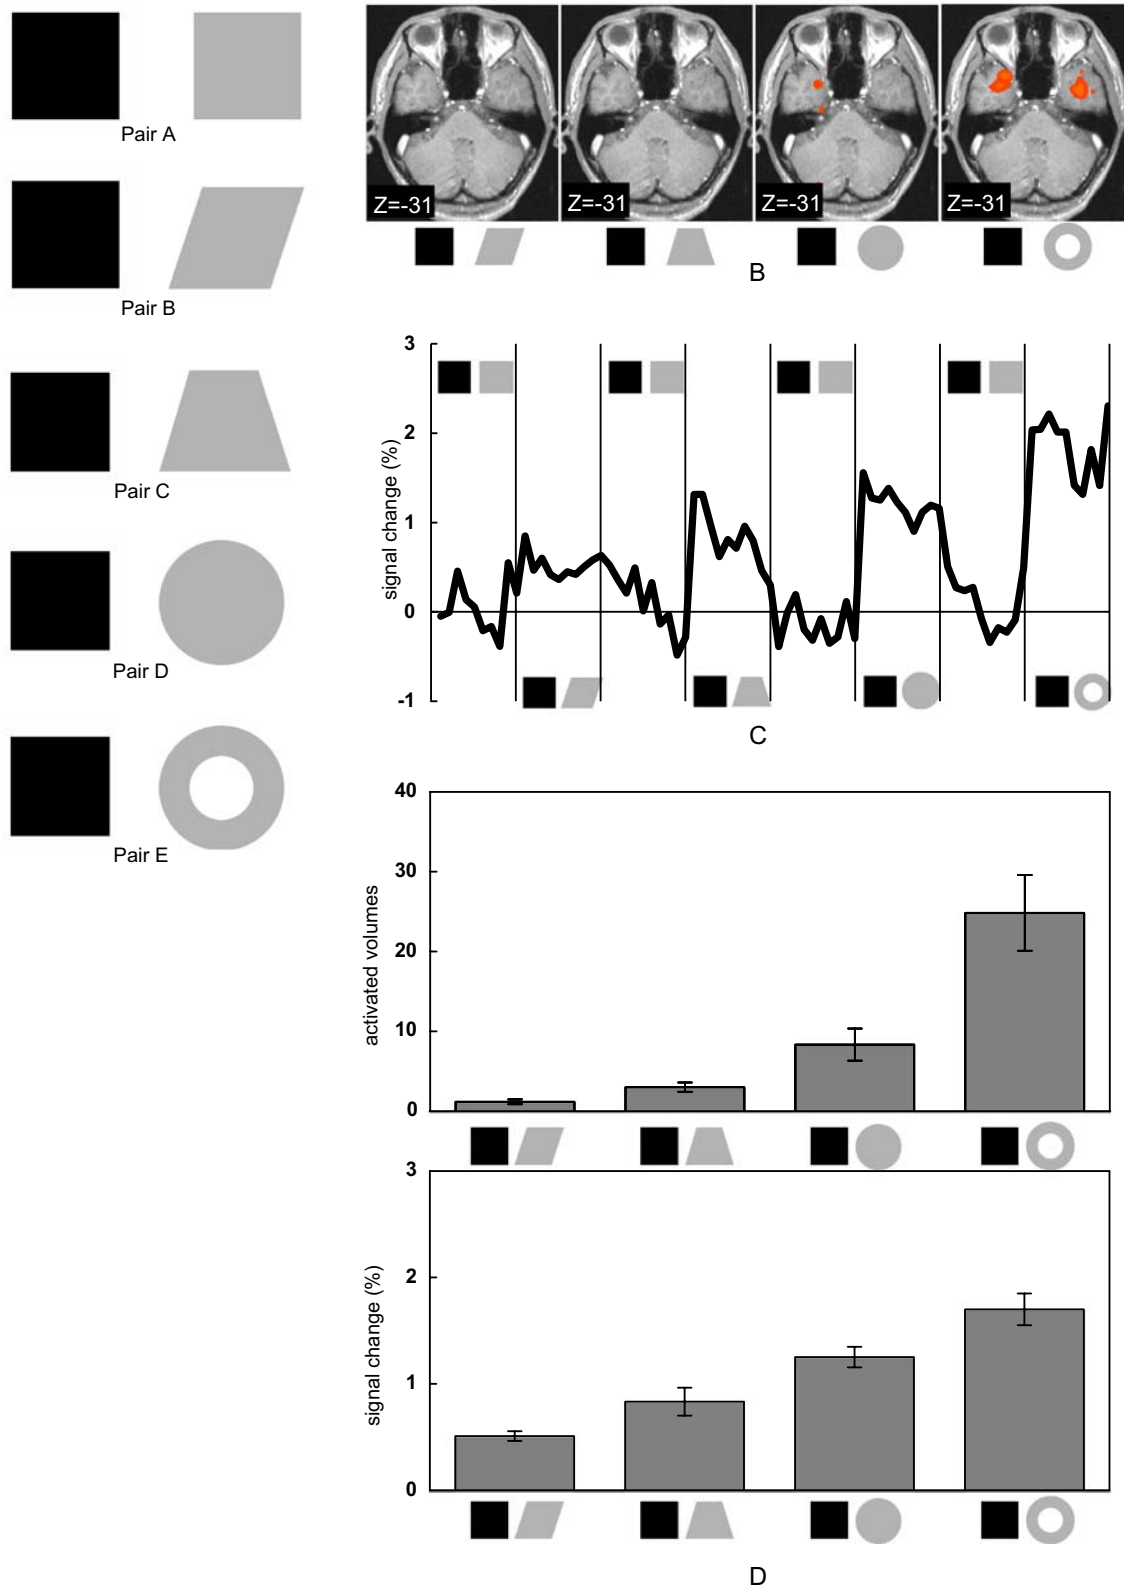 Pair A
Pair B
Pair C
Pair D
Pair E
Z=-31 Z=-31 Z=-31 Z=-31
B
signal change (%)
3
2
1
0
-1
C
activated volumes
40
30
20
10
0
signal change (%)
3
2
1
0
D